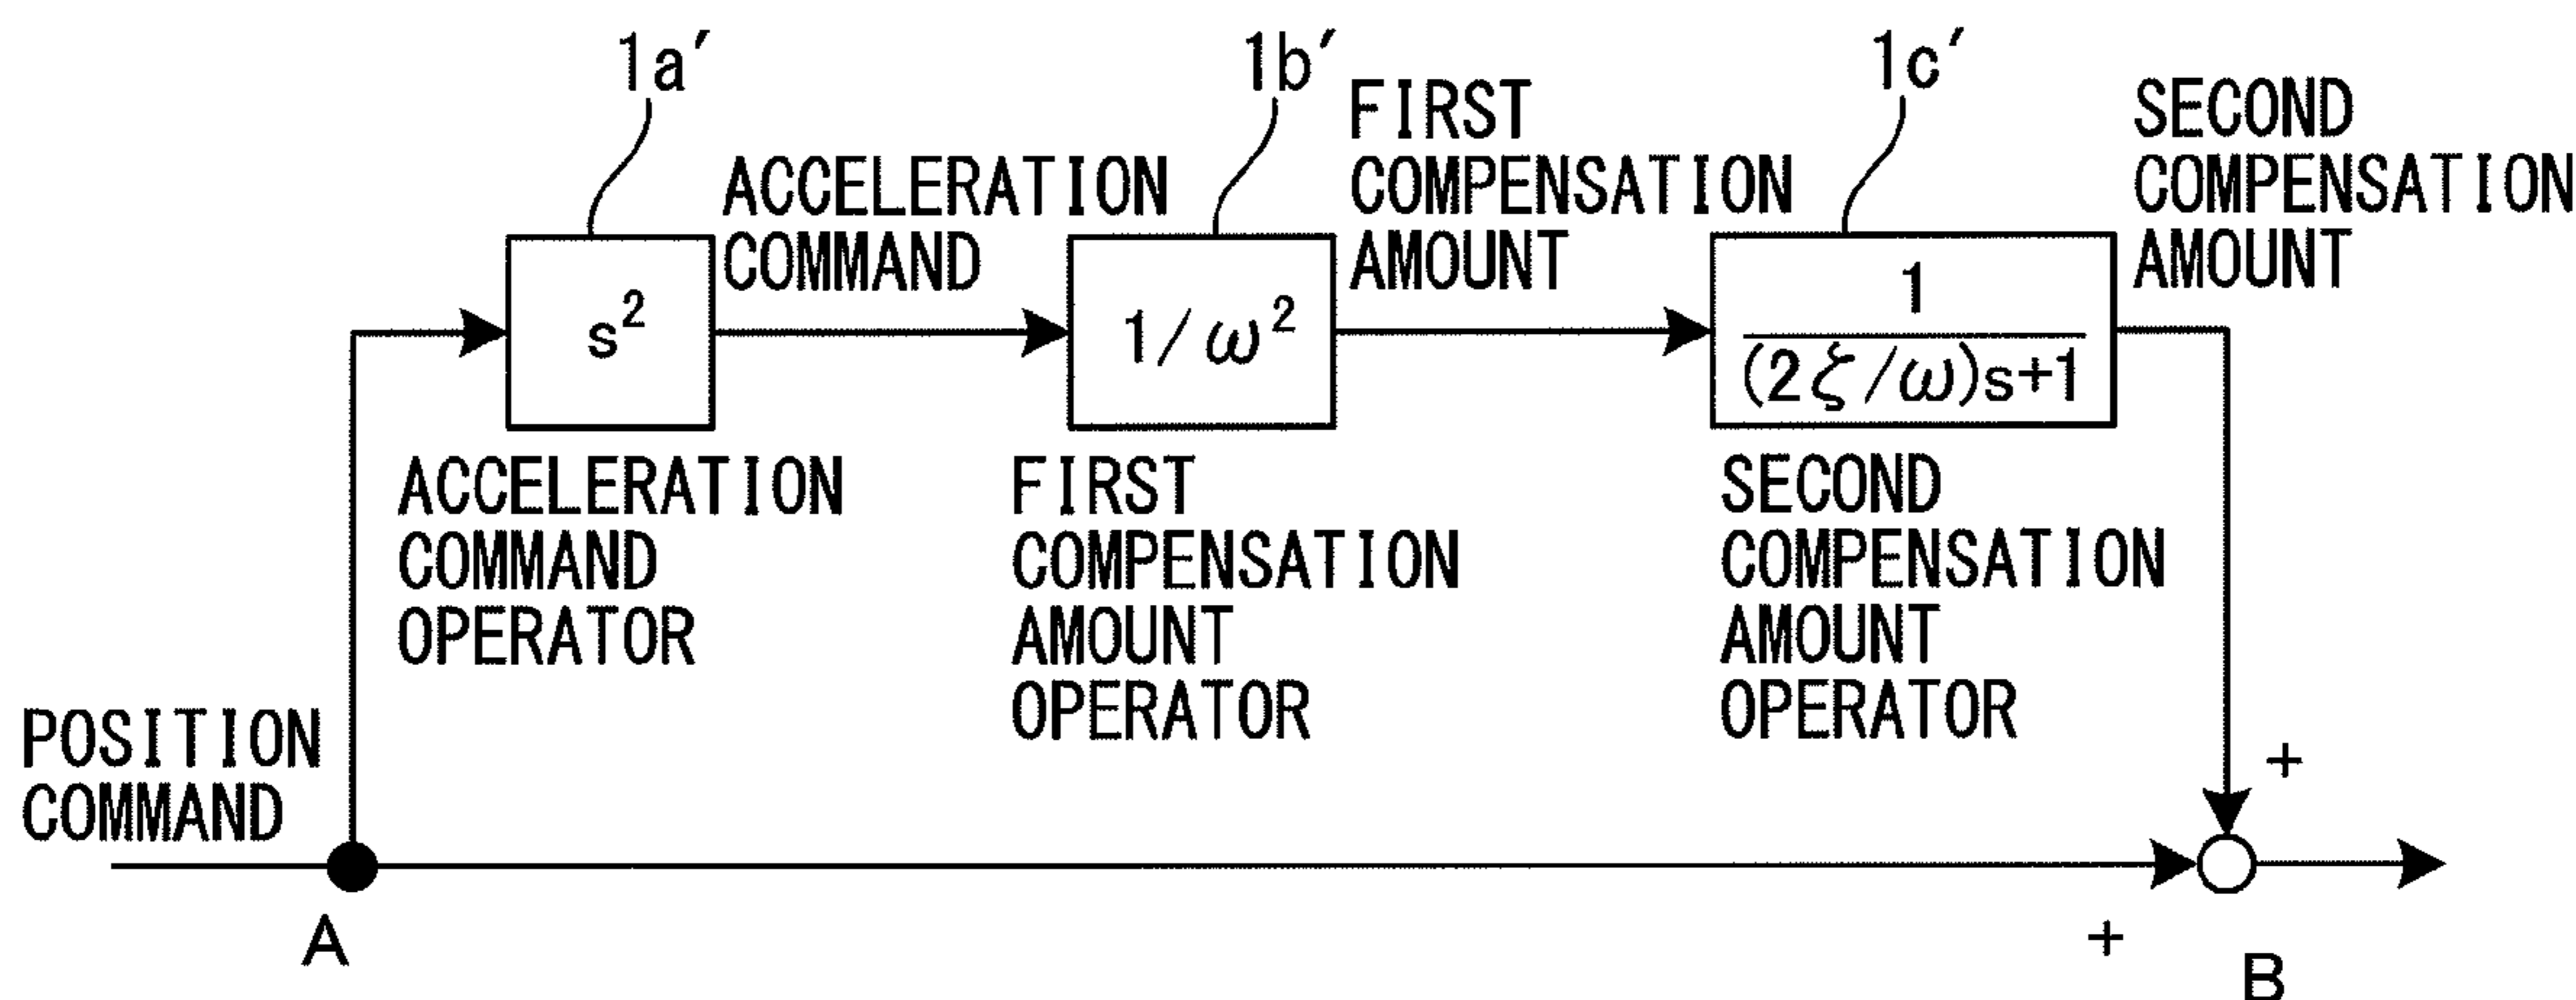 1a′
1b′
1c′
ACCELERATION
COMMAND
FIRST
COMPENSATION
AMOUNT
SECOND
COMPENSATION
AMOUNT
s²
1/ω²
1
(2ζ/ω)s+1
ACCELERATION
COMMAND
OPERATOR
FIRST
COMPENSATION
AMOUNT
OPERATOR
SECOND
COMPENSATION
AMOUNT
OPERATOR
POSITION
COMMAND
+
+
A
B